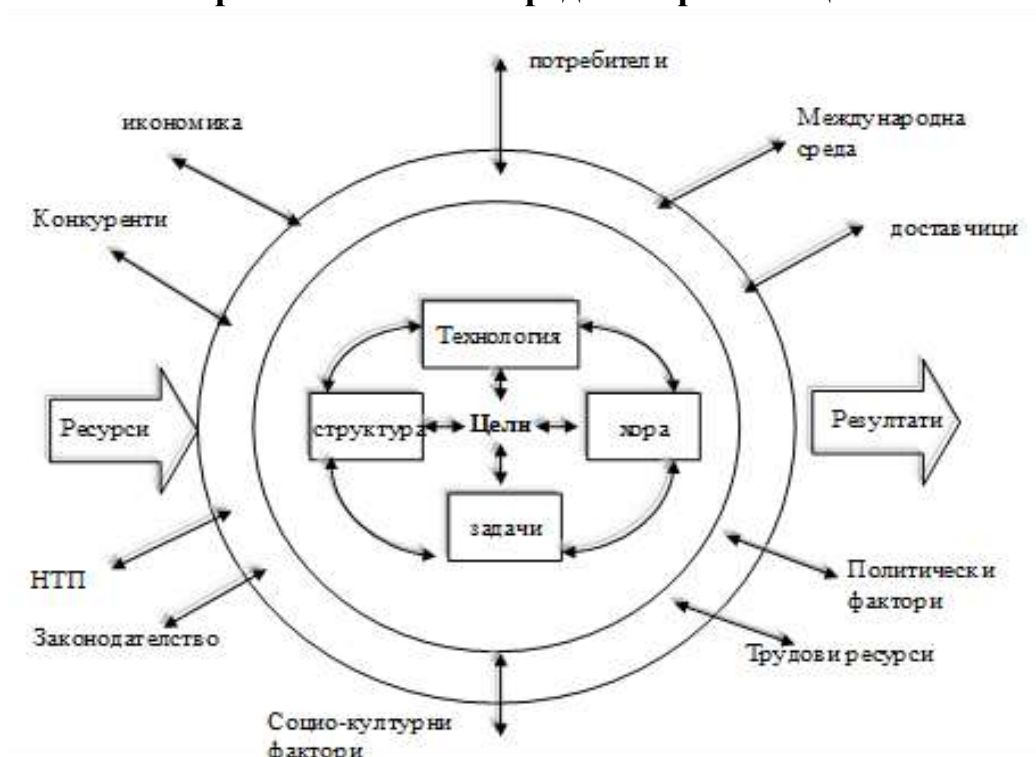 потребители
икономика
Международна
среда
Конкуренти
доставчици
Технология
Ресурси
структура
Цели
хора
Резултати
задачи
НТП
Политически
фактори
Законодателство
Трудови ресурси
Социо-културни
фактори